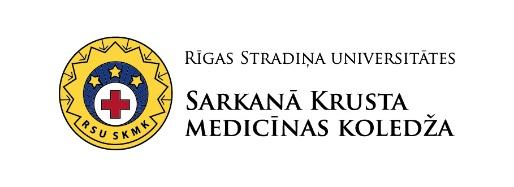 RĪGAS STRADIŅA UNIVERSITĀTES
SARKANĀ KRUSTA
MEDICĪNAS KOLEDŽA
RSU SKMK